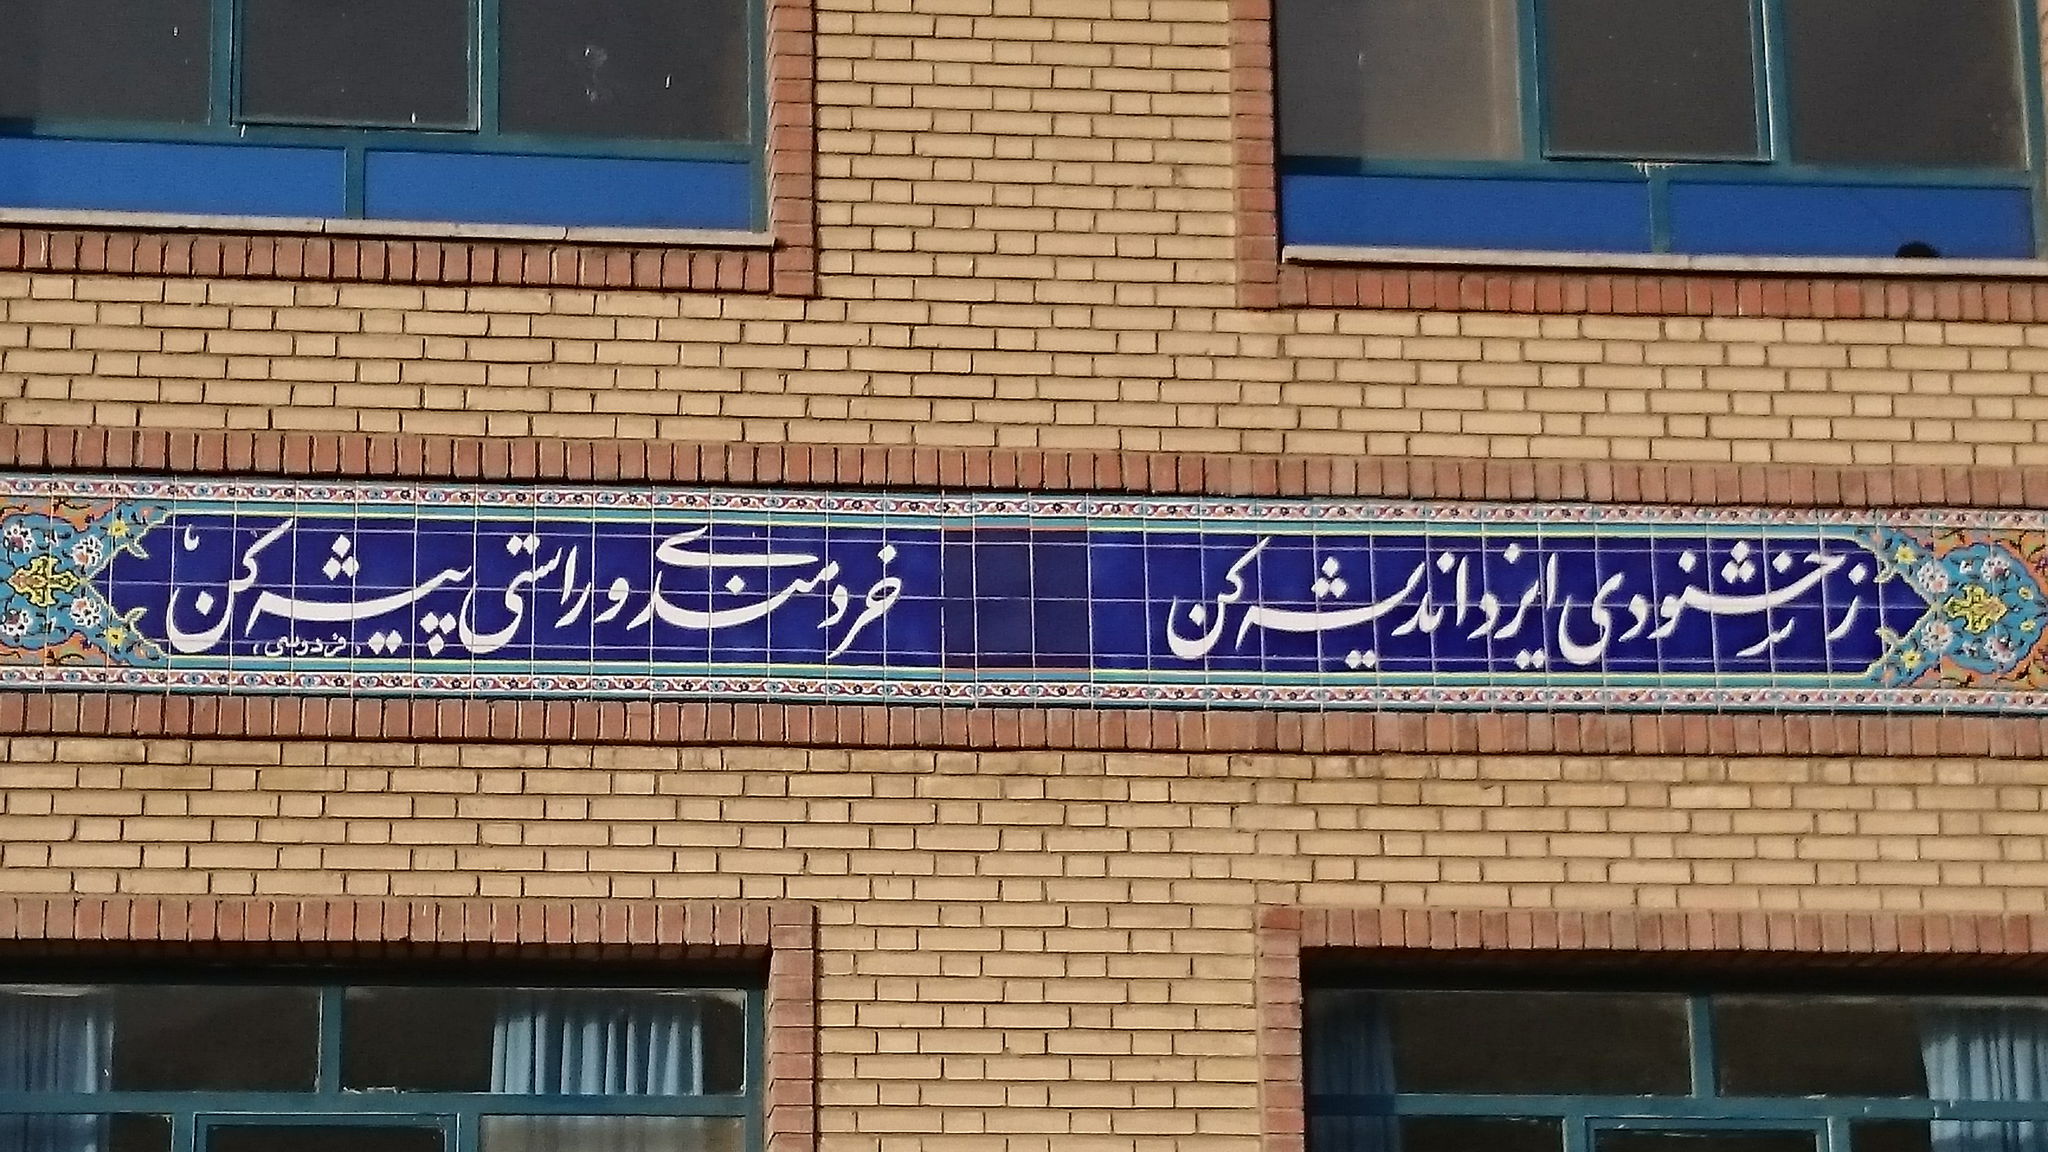 ز خشنودی ایزد اندیشه کن
خردمندی و راستی پیشه کن
(فردوسی)